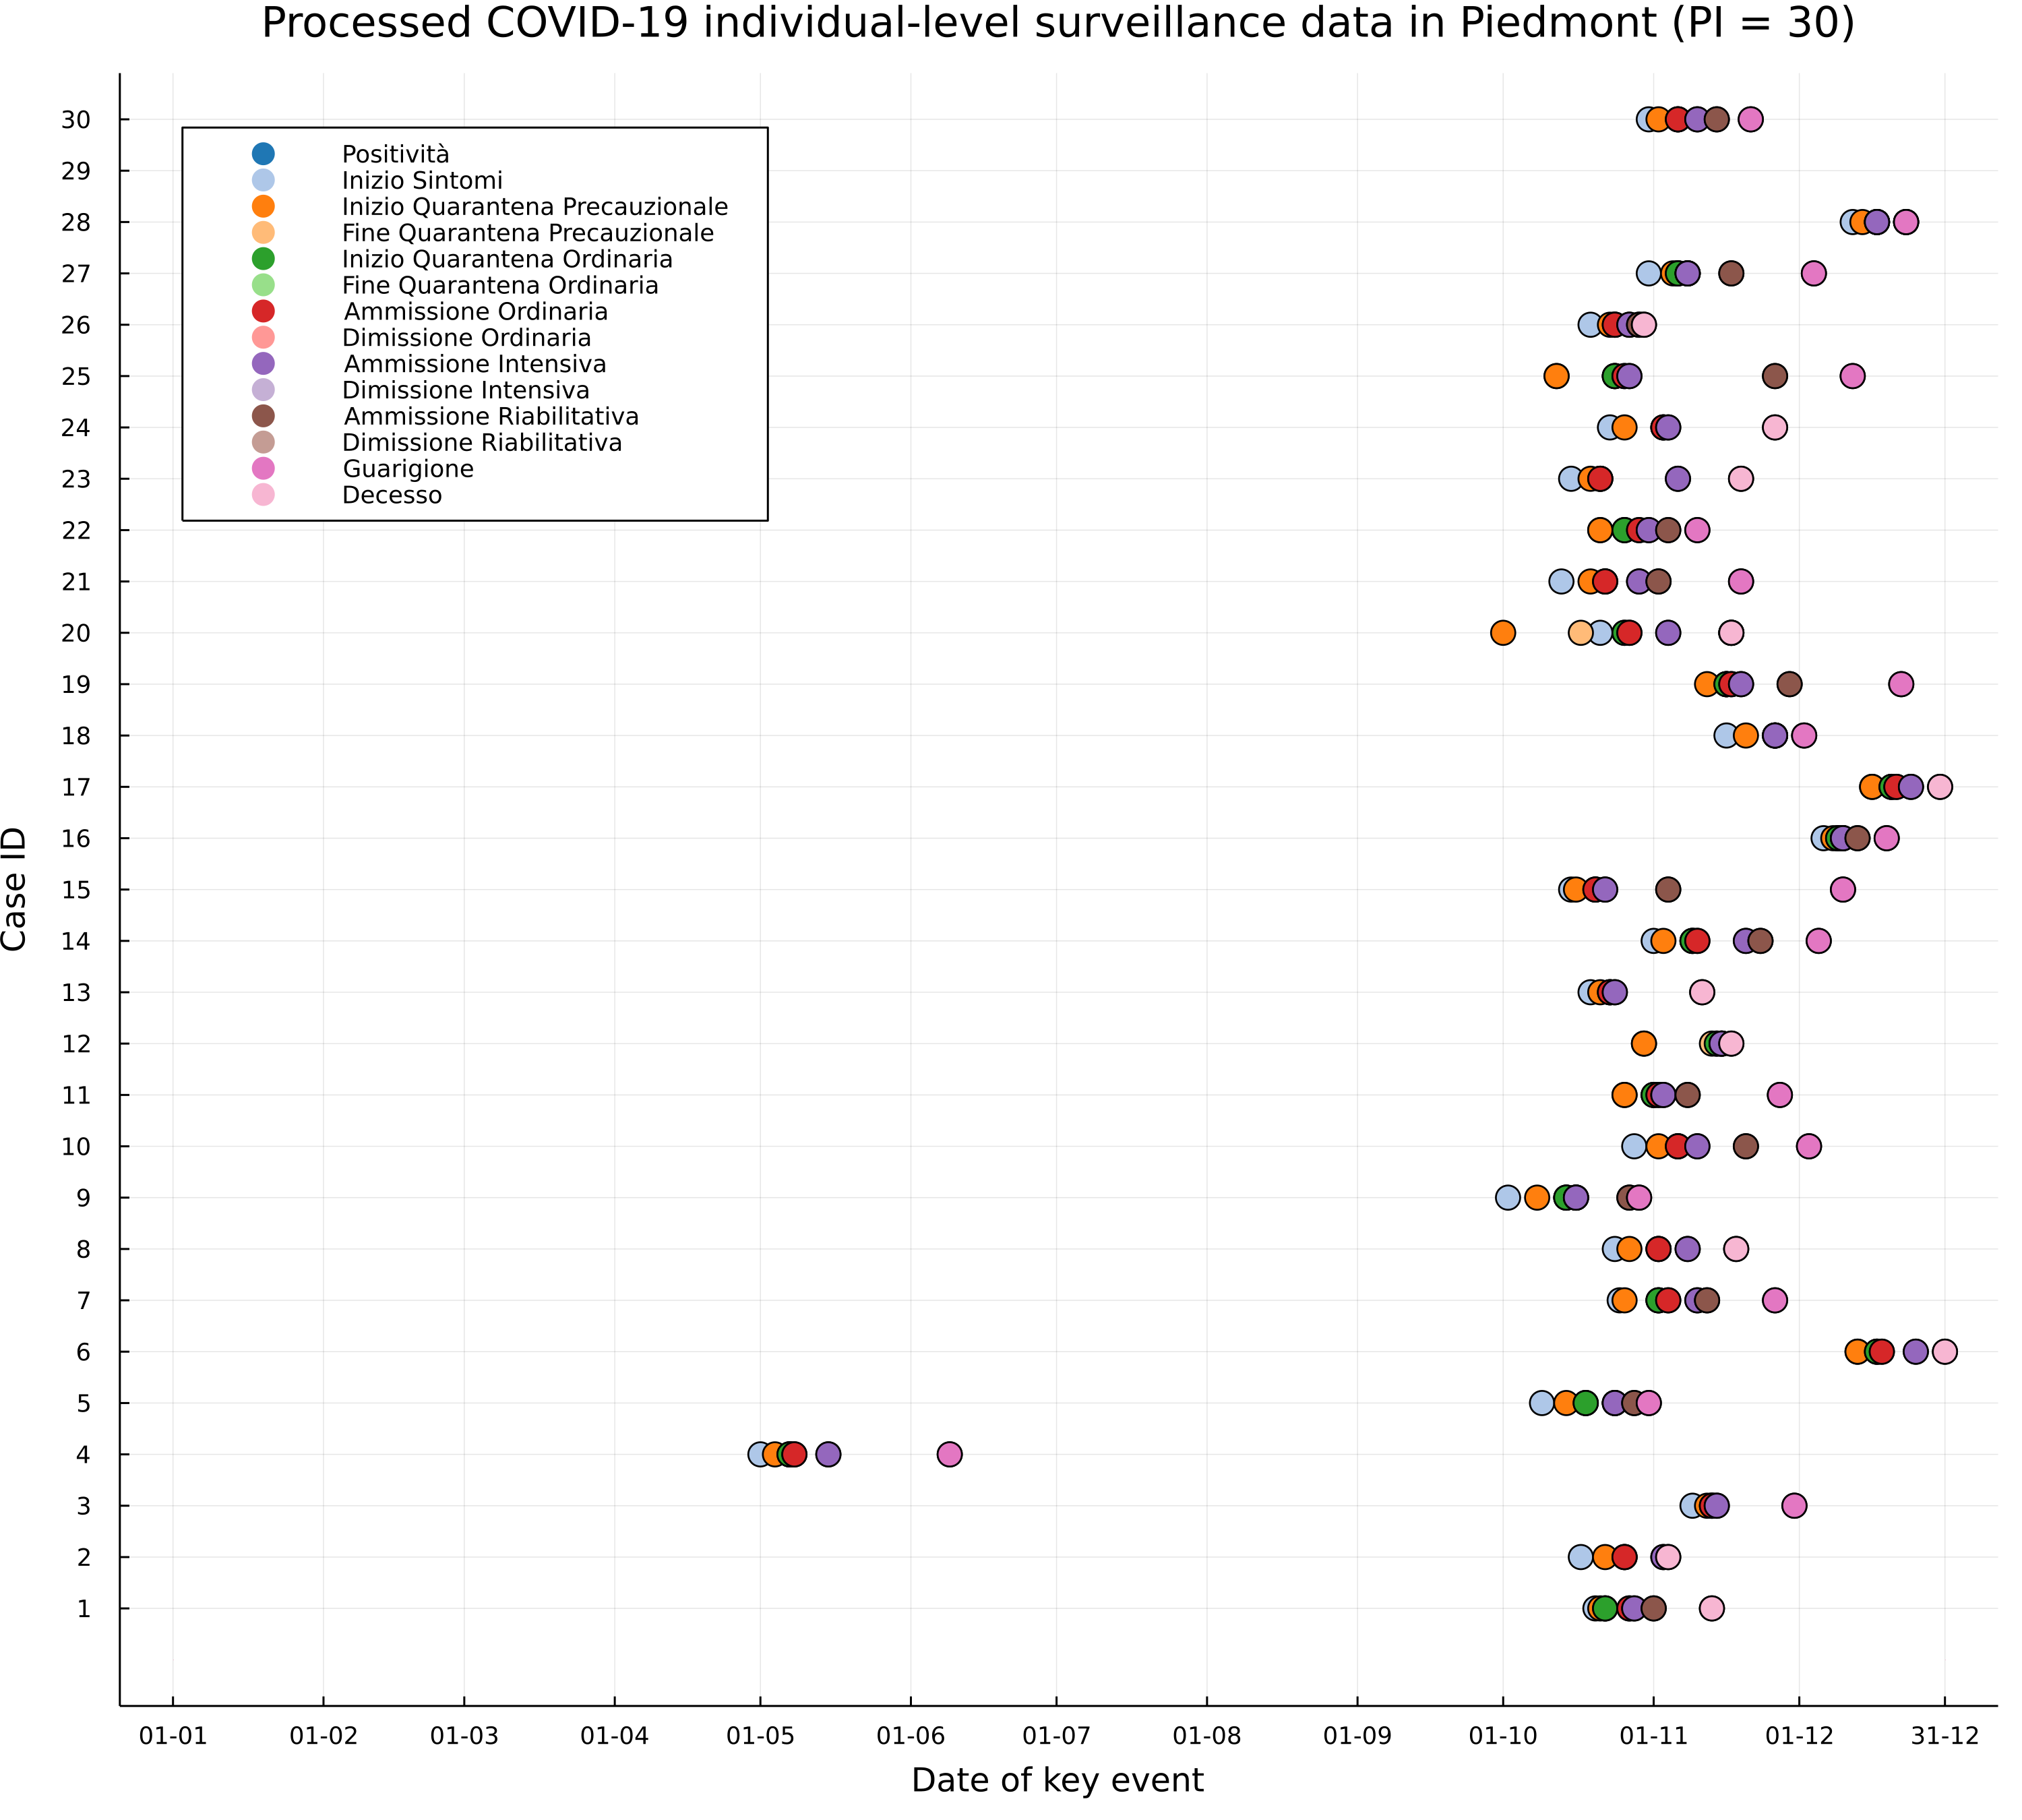 Processed COVID-19 individual-level surveillance data in Piedmont (PI = 30)
Positività
Inizio Sintomi
Inizio Quarantena Precauzionale
Fine Quarantena Precauzionale
Inizio Quarantena Ordinaria
Fine Quarantena Ordinaria
Ammissione Ordinaria
Dimissione Ordinaria
Ammissione Intensiva
Dimissione Intensiva
Ammissione Riabilitativa
Dimissione Riabilitativa
Guarigione
Decesso
Case ID
30
29
28
27
26
25
24
23
22
21
20
19
18
17
16
15
14
13
12
11
10
9
8
7
6
5
4
3
2
1
01-01 01-02 01-03 01-04 01-05 01-06 01-07 01-08 01-09 01-10 01-11 01-12 31-12
Date of key event